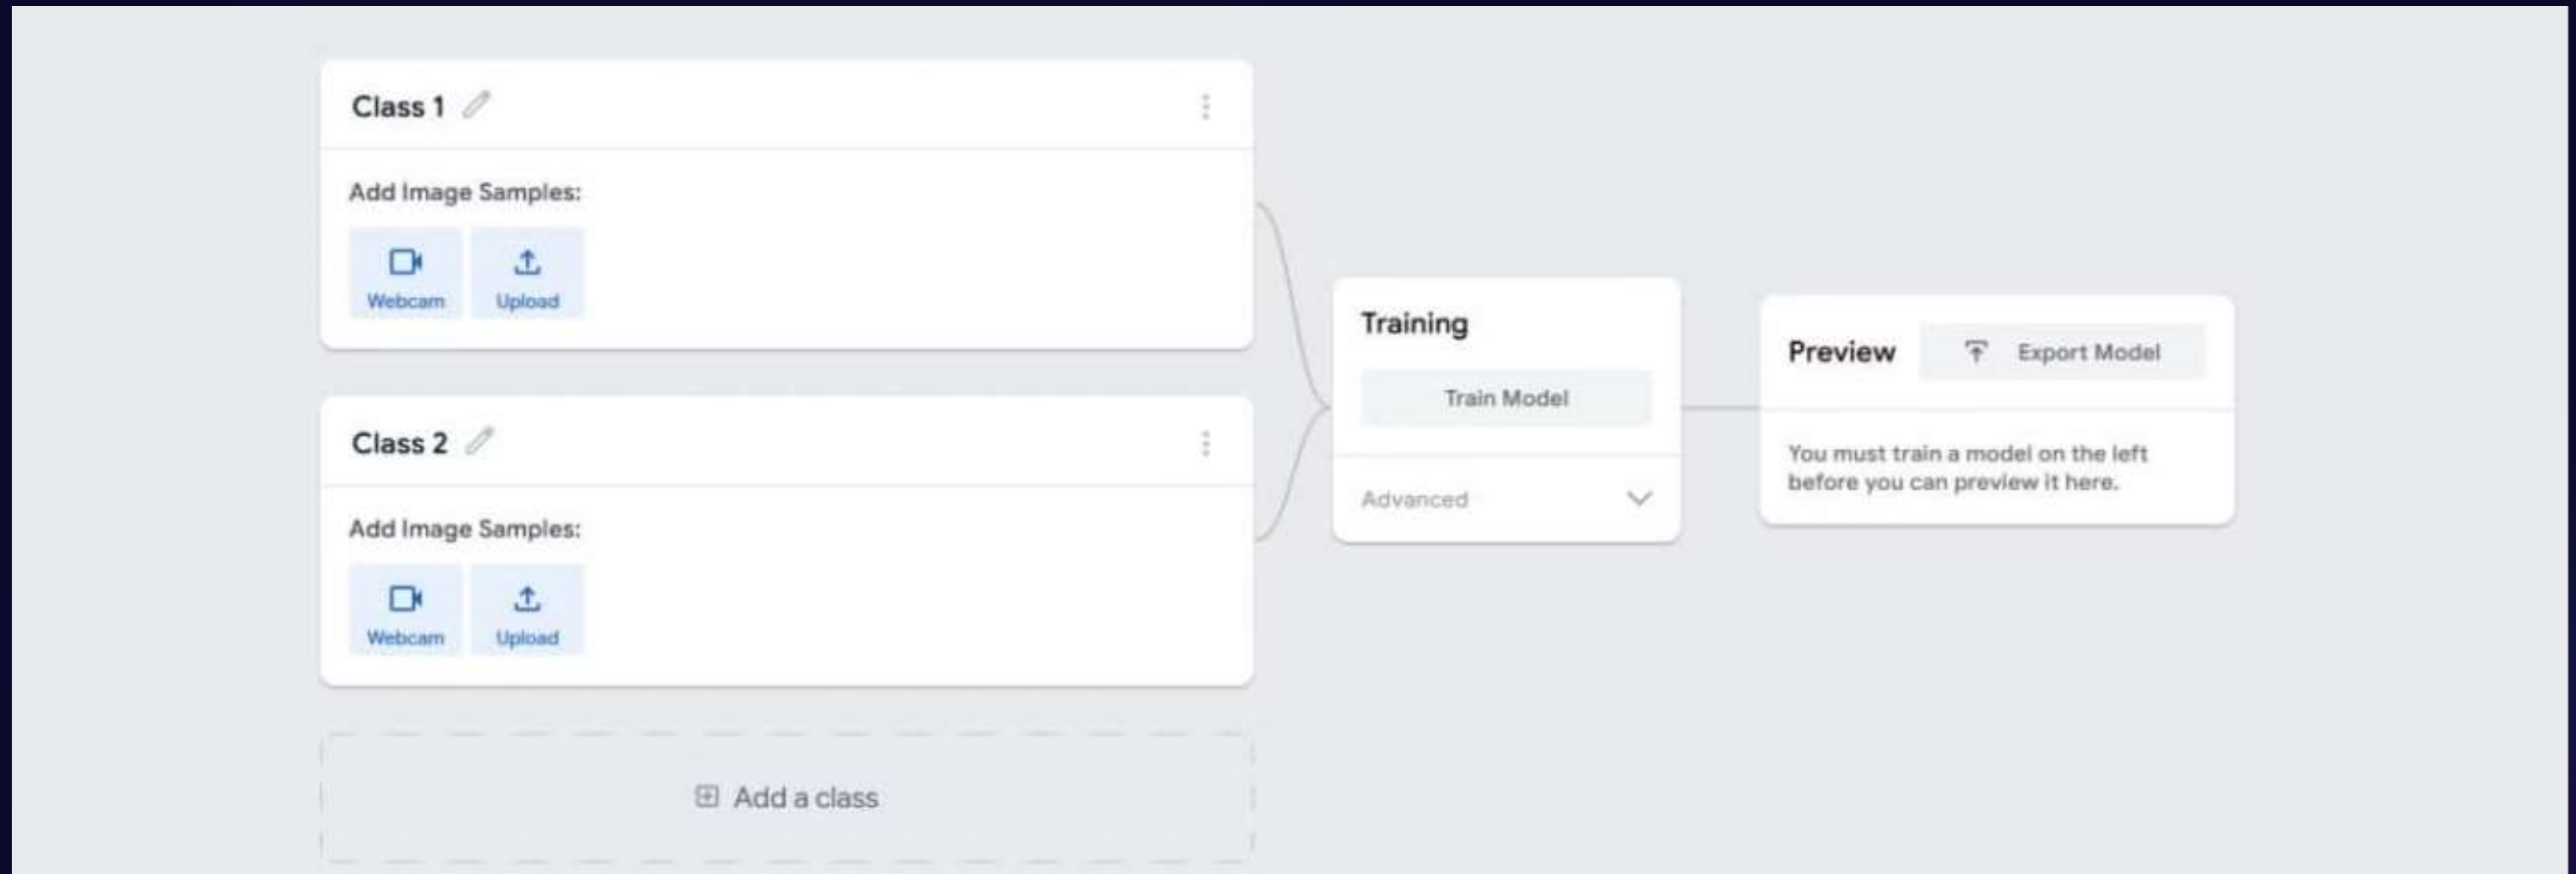 Class 1
Add Image Samples:
Webcam
Upload
Class 2
Add Image Samples:
Webcam
Upload
Add a class
Training
Train Model
Advanced
Preview
Export Model
You must train a model on the left
before you can preview it here.